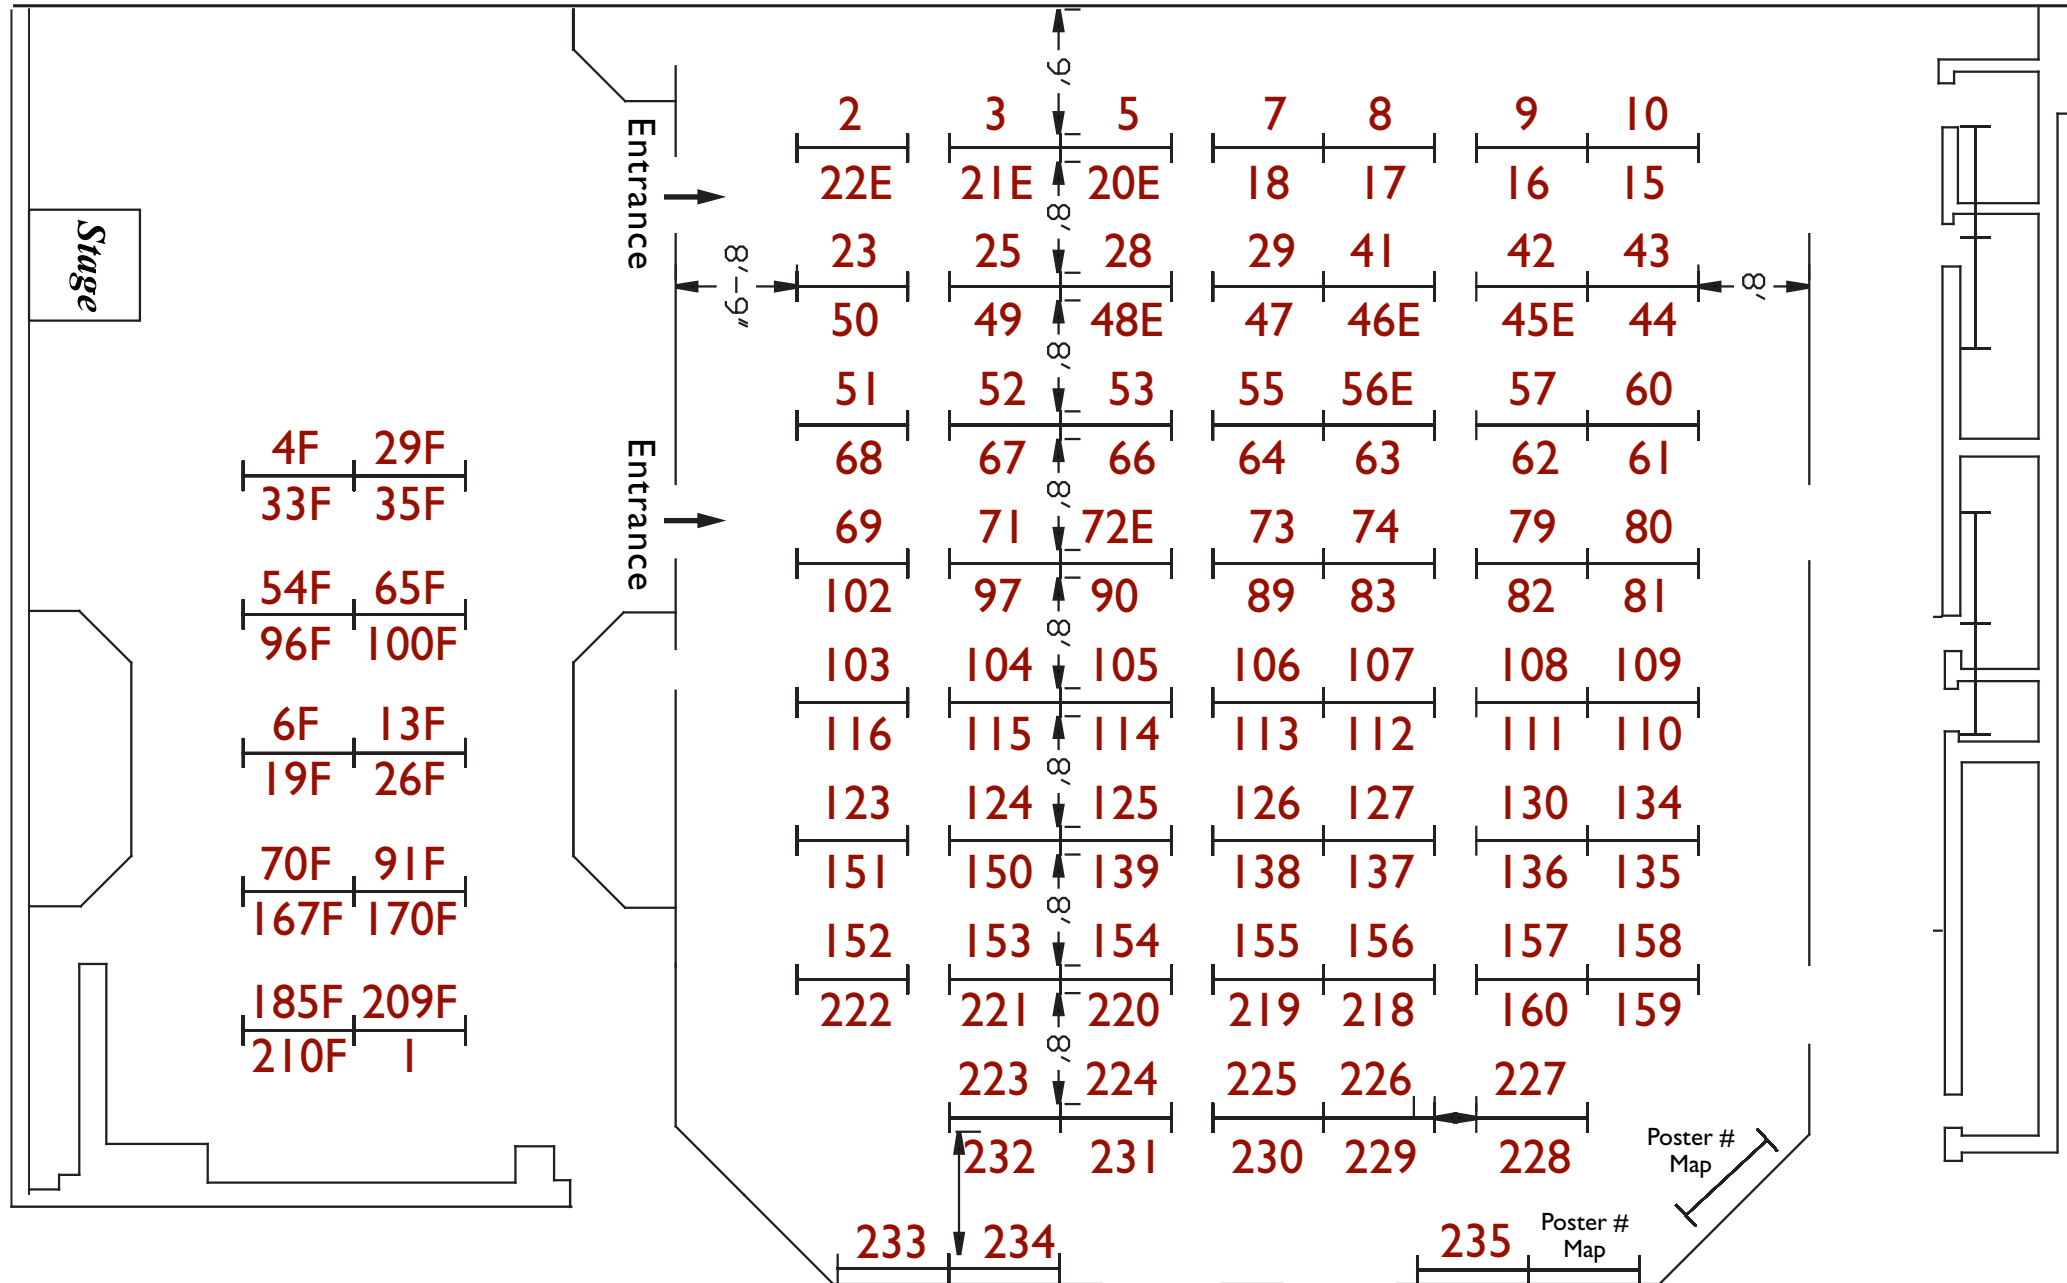 9'
2 3 5 7 8 9 10
Entrance
22E 21E 20E 18 17 16 15
8'
Stage
23 25 28 29 41 42 43
8'-9"
8'
50 49 48E 47 46E 45E 44
8'
51 52 53 55 56E 57 60
4F 29F
Entrance
68 67 66 64 63 62 61
33F 35F
8'
69 71 72E 73 74 79 80
54F 65F
102 97 90 89 83 82 81
96F 100F
8'
103 104 105 106 107 108 109
6F 13F
116 115 114 113 112 111 110
19F 26F
8'
123 124 125 126 127 130 134
70F 91F
151 150 139 138 137 136 135
167F 170F
8'
152 153 154 155 156 157 158
185F 209F
222 221 220 219 218 160 159
210F 1
8'
223 224 225 226 227
232 231 230 229 228
Poster #
Map
233 234 235
Poster #
Map